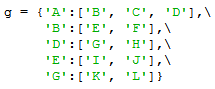 g = {'A':['B', 'C', 'D'],\
'B':['E', 'F'],\
'D':['G', 'H'],\
'E':['I', 'J'],\
'G':['K', 'L']}